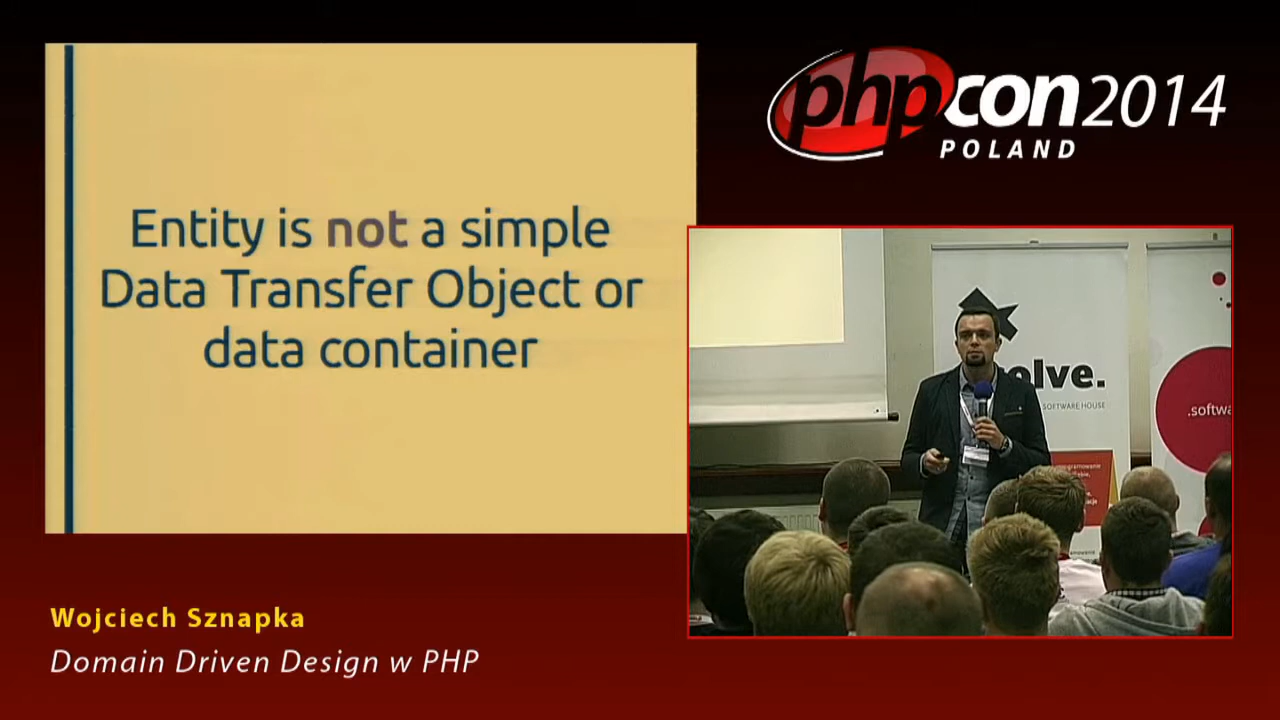 Entity is not a simple
Data Transfer Object or
data container
phpcon2014
POLAND
olve.
SOFTWARE HOUSE
.softwa
Wojciech Sznapka
Domain Driven Design w PHP